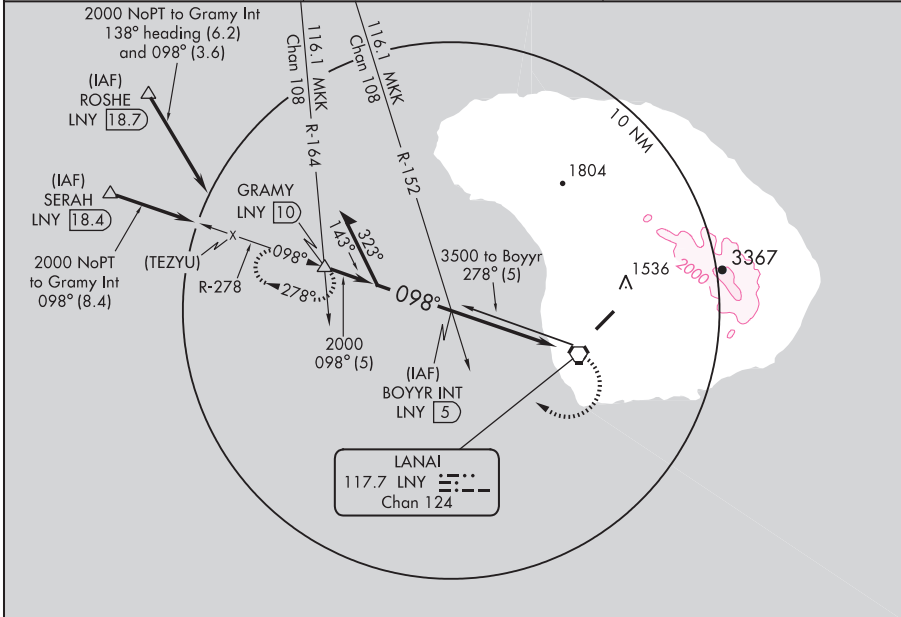 2000 NoPT to Gramy Int
138° heading (6.2)
and 098° (3.6)
(IAF)
ROSHE
LNY 18.7
(IAF)
SERAH
LNY 18.4
2000 NoPT
to Gramy Int
098° (8.4)
(TEZYU)
R-278
GRAMY
LNY 10
098°
278°
116.1 MKK
Chan 108
R-164
116.1 MKK
Chan 108
R-152
143°
323°
2000
098° (5)
098°
3500 to Boyyr
278° (5)
(IAF)
BOYYR INT
LNY 5
10 NM
1804
1536
2000
3367
LANAI
117.7 LNY
Chan 124